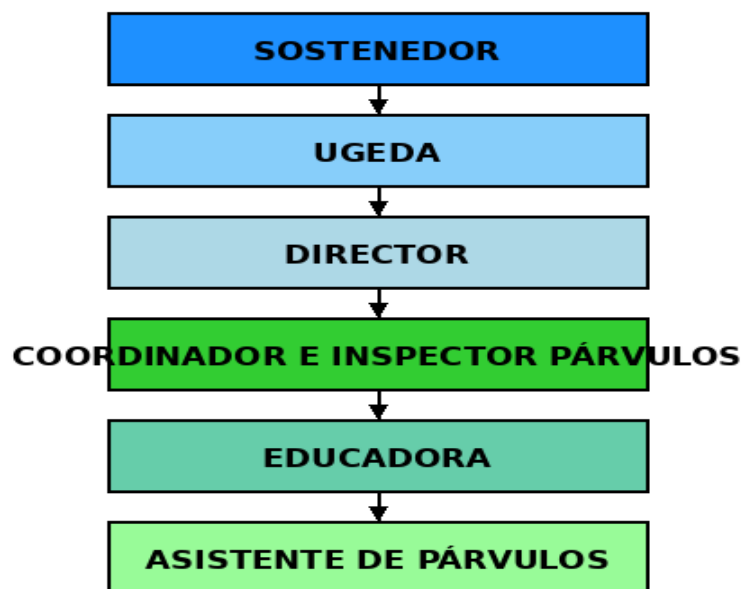 SOSTENEDOR
UGEDA
DIRECTOR
COORDINADOR E INSPECTOR PÁRVULOS
EDUCADORA
ASISTENTE DE PÁRVULOS